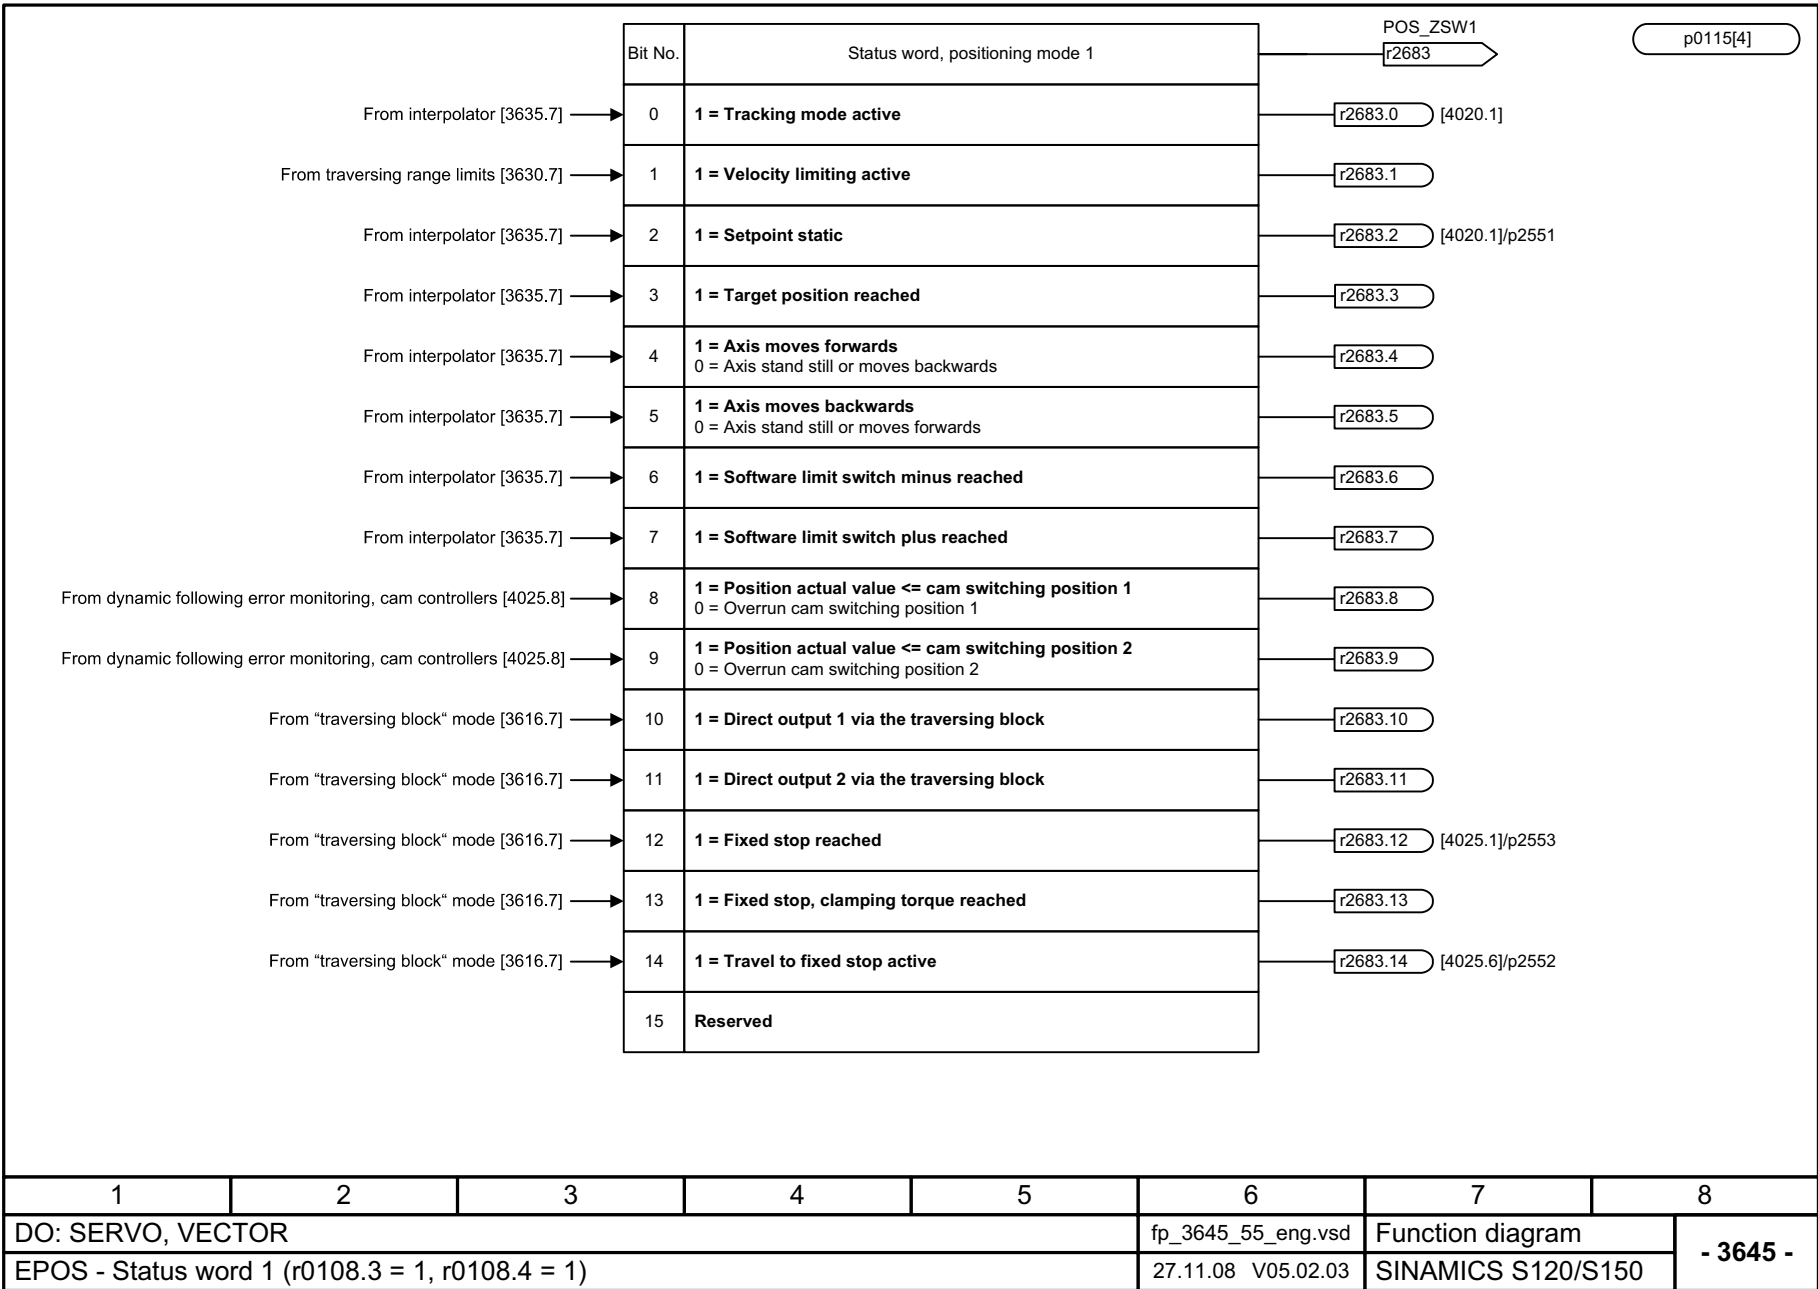 POS_ZSW1
Bit No. Status word, positioning mode 1 r2683 p0115[4]
From interpolator [3635.7] 0 1 = Tracking mode active r2683.0 [4020.1]
From traversing range limits [3630.7] 1 1 = Velocity limiting active r2683.1
From interpolator [3635.7] 2 1 = Setpoint static r2683.2 [4020.1]/p2551
From interpolator [3635.7] 3 1 = Target position reached r2683.3
From interpolator [3635.7] 4 1 = Axis moves forwards r2683.4
0 = Axis stand still or moves backwards
From interpolator [3635.7] 5 1 = Axis moves backwards r2683.5
0 = Axis stand still or moves forwards
From interpolator [3635.7] 6 1 = Software limit switch minus reached r2683.6
From interpolator [3635.7] 7 1 = Software limit switch plus reached r2683.7
From dynamic following error monitoring, cam controllers [4025.8] 8 1 = Position actual value <= cam switching position 1 r2683.8
0 = Overrun cam switching position 1
From dynamic following error monitoring, cam controllers [4025.8] 9 1 = Position actual value <= cam switching position 2 r2683.9
0 = Overrun cam switching position 2
From “traversing block“ mode [3616.7] 10 1 = Direct output 1 via the traversing block r2683.10
From “traversing block“ mode [3616.7] 11 1 = Direct output 2 via the traversing block r2683.11
From “traversing block“ mode [3616.7] 12 1 = Fixed stop reached r2683.12 [4025.1]/p2553
From “traversing block“ mode [3616.7] 13 1 = Fixed stop, clamping torque reached r2683.13
From “traversing block“ mode [3616.7] 14 1 = Travel to fixed stop active r2683.14 [4025.6]/p2552
15 Reserved
1 2 3 4 5 6 7 8
DO: SERVO, VECTOR fp_3645_55_eng.vsd Function diagram - 3645 -
EPOS - Status word 1 (r0108.3 = 1, r0108.4 = 1) 27.11.08 V05.02.03 SINAMICS S120/S150